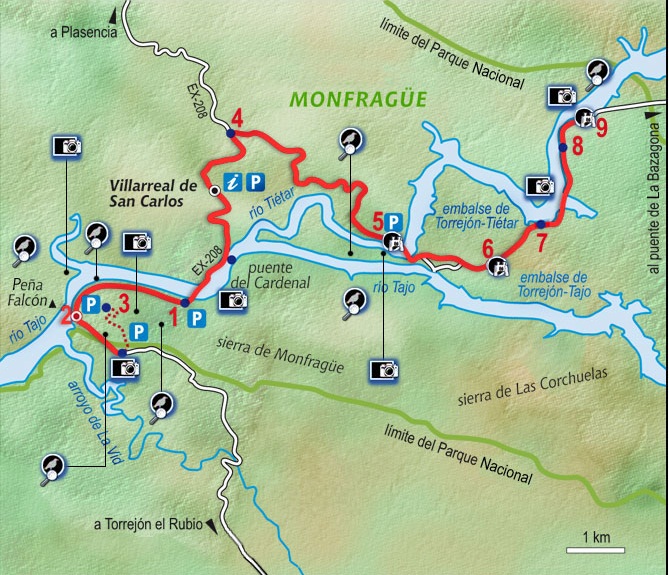 a Plasencia
límite del Parque Nacional
EX-208
MONFRAGÜE
4
9
8
al puente de La Bazagona
Villarreal de
San Carlos
i P
río Tiétar
5
P
embalse de
Torrejón-Tiétar
7
6
EX-208
puente
del Cardenal
río Tajo
embalse de
Torrejón-Tajo
Peña
Falcón
P
3
2
1
P
P
río Tajo
sierra de Monfragüe
sierra de Las Corchuelas
arroyo de La Vid
límite del Parque Nacional
a Torrejón el Rubio
1 km